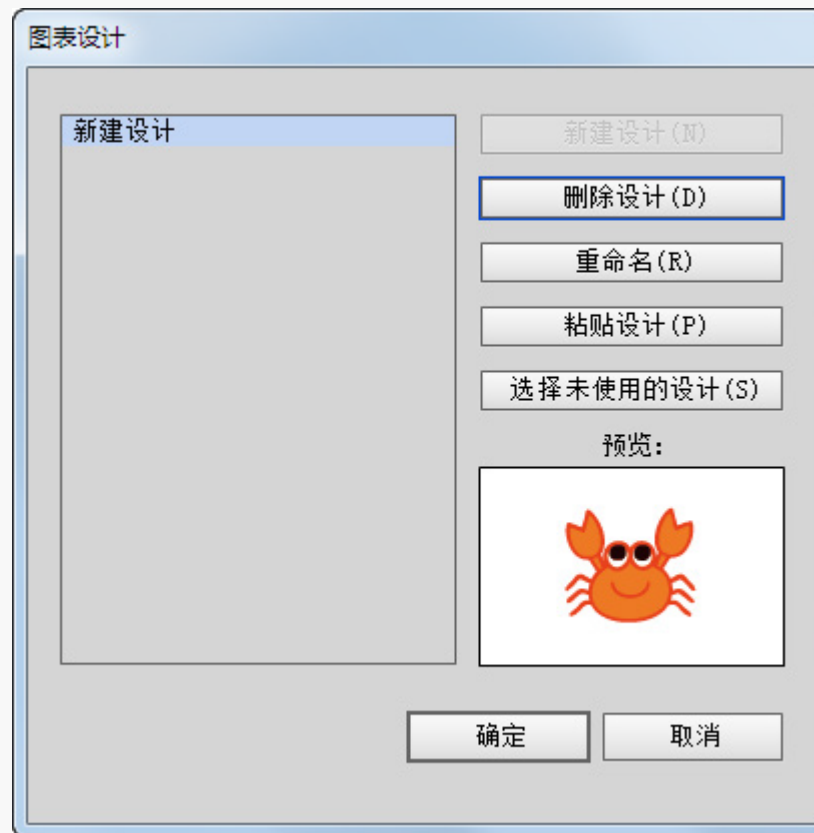 图表设计
新建设计
新建设计(N)
删除设计(D)
重命名(R)
粘贴设计(P)
选择未使用的设计(S)
预览:
确定
取消